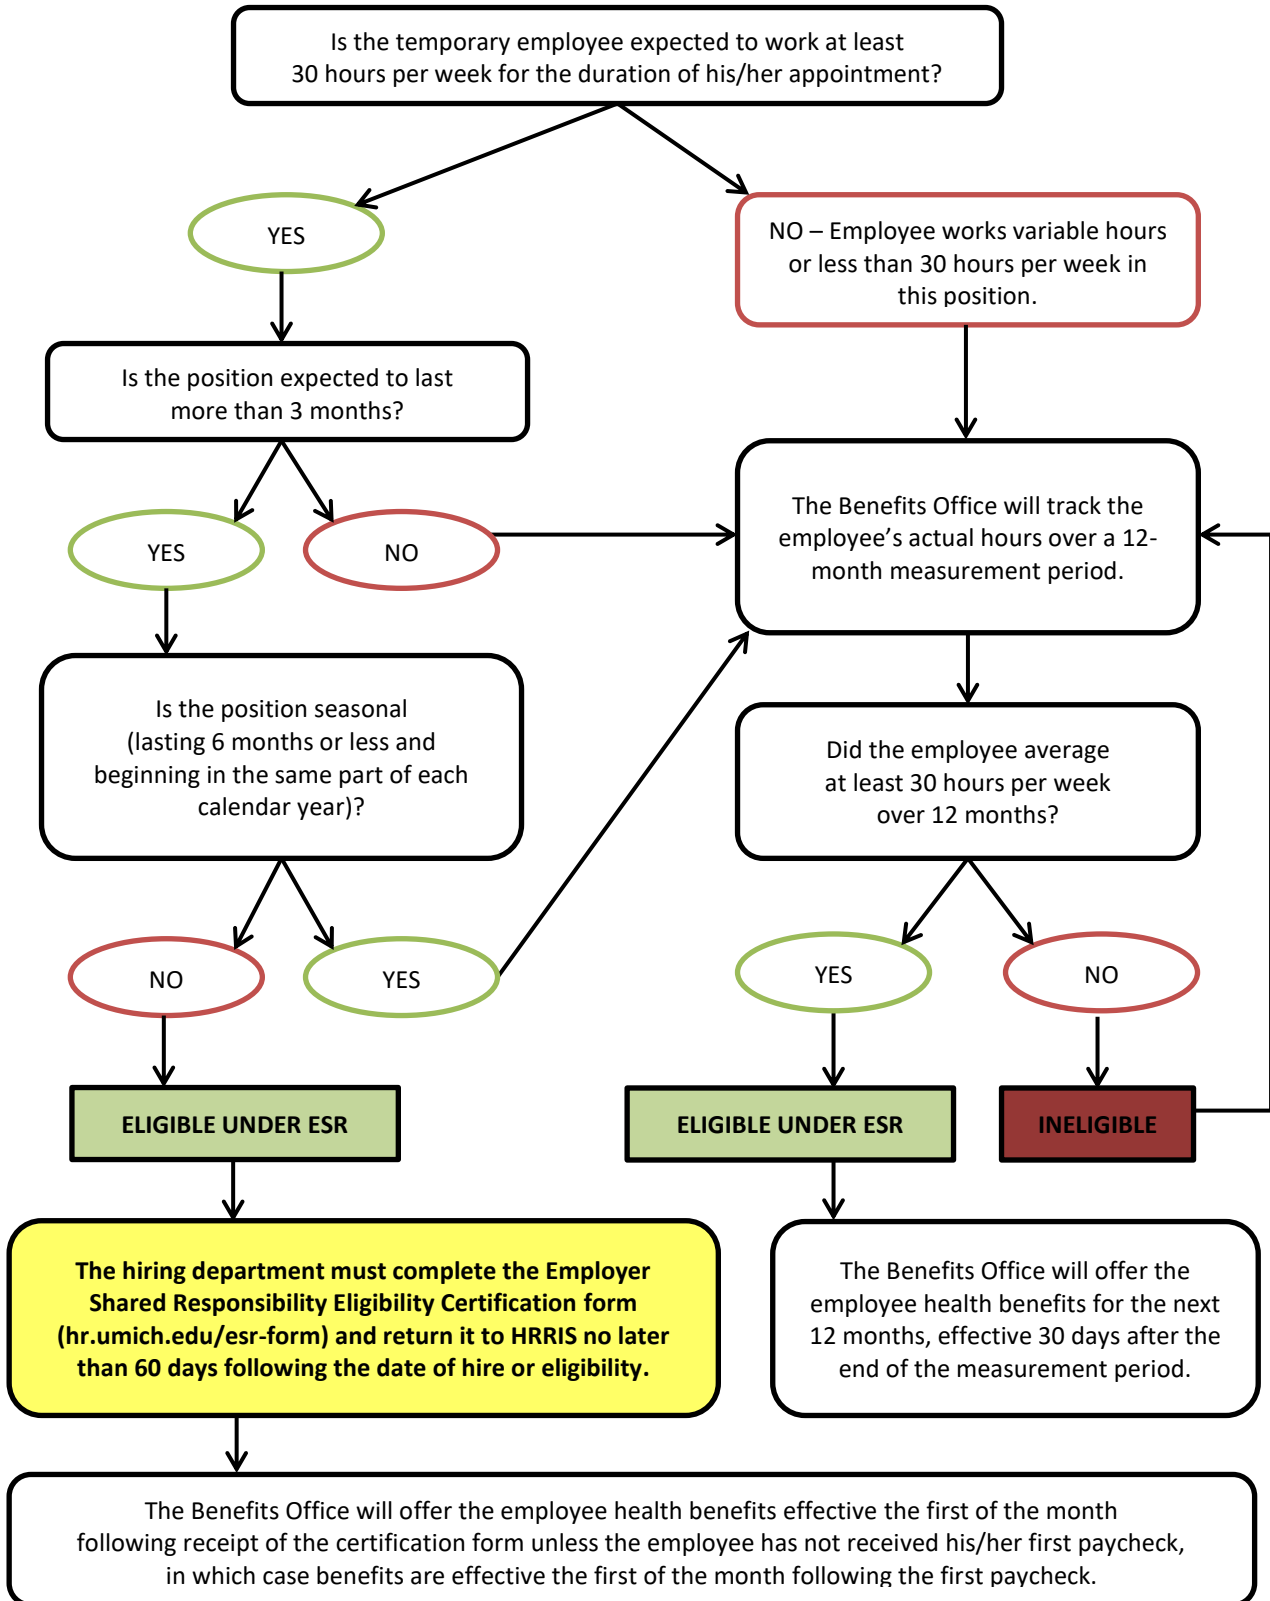 Is the temporary employee expected to work at least
30 hours per week for the duration of his/her appointment?
YES
NO – Employee works variable hours
or less than 30 hours per week in
this position.
Is the position expected to last
more than 3 months?
The Benefits Office will track the
employee’s actual hours over a 12-
month measurement period.
YES
NO
Is the position seasonal
(lasting 6 months or less and
beginning in the same part of each
calendar year)?
Did the employee average
at least 30 hours per week
over 12 months?
NO
YES
YES
NO
ELIGIBLE UNDER ESR
ELIGIBLE UNDER ESR
INELIGIBLE
The hiring department must complete the Employer
Shared Responsibility Eligibility Certification form
(hr.umich.edu/esr-form) and return it to HRRIS no later
than 60 days following the date of hire or eligibility.
The Benefits Office will offer the
employee health benefits for the next
12 months, effective 30 days after the
end of the measurement period.
The Benefits Office will offer the employee health benefits effective the first of the month
following receipt of the certification form unless the employee has not received his/her first paycheck,
in which case benefits are effective the first of the month following the first paycheck.